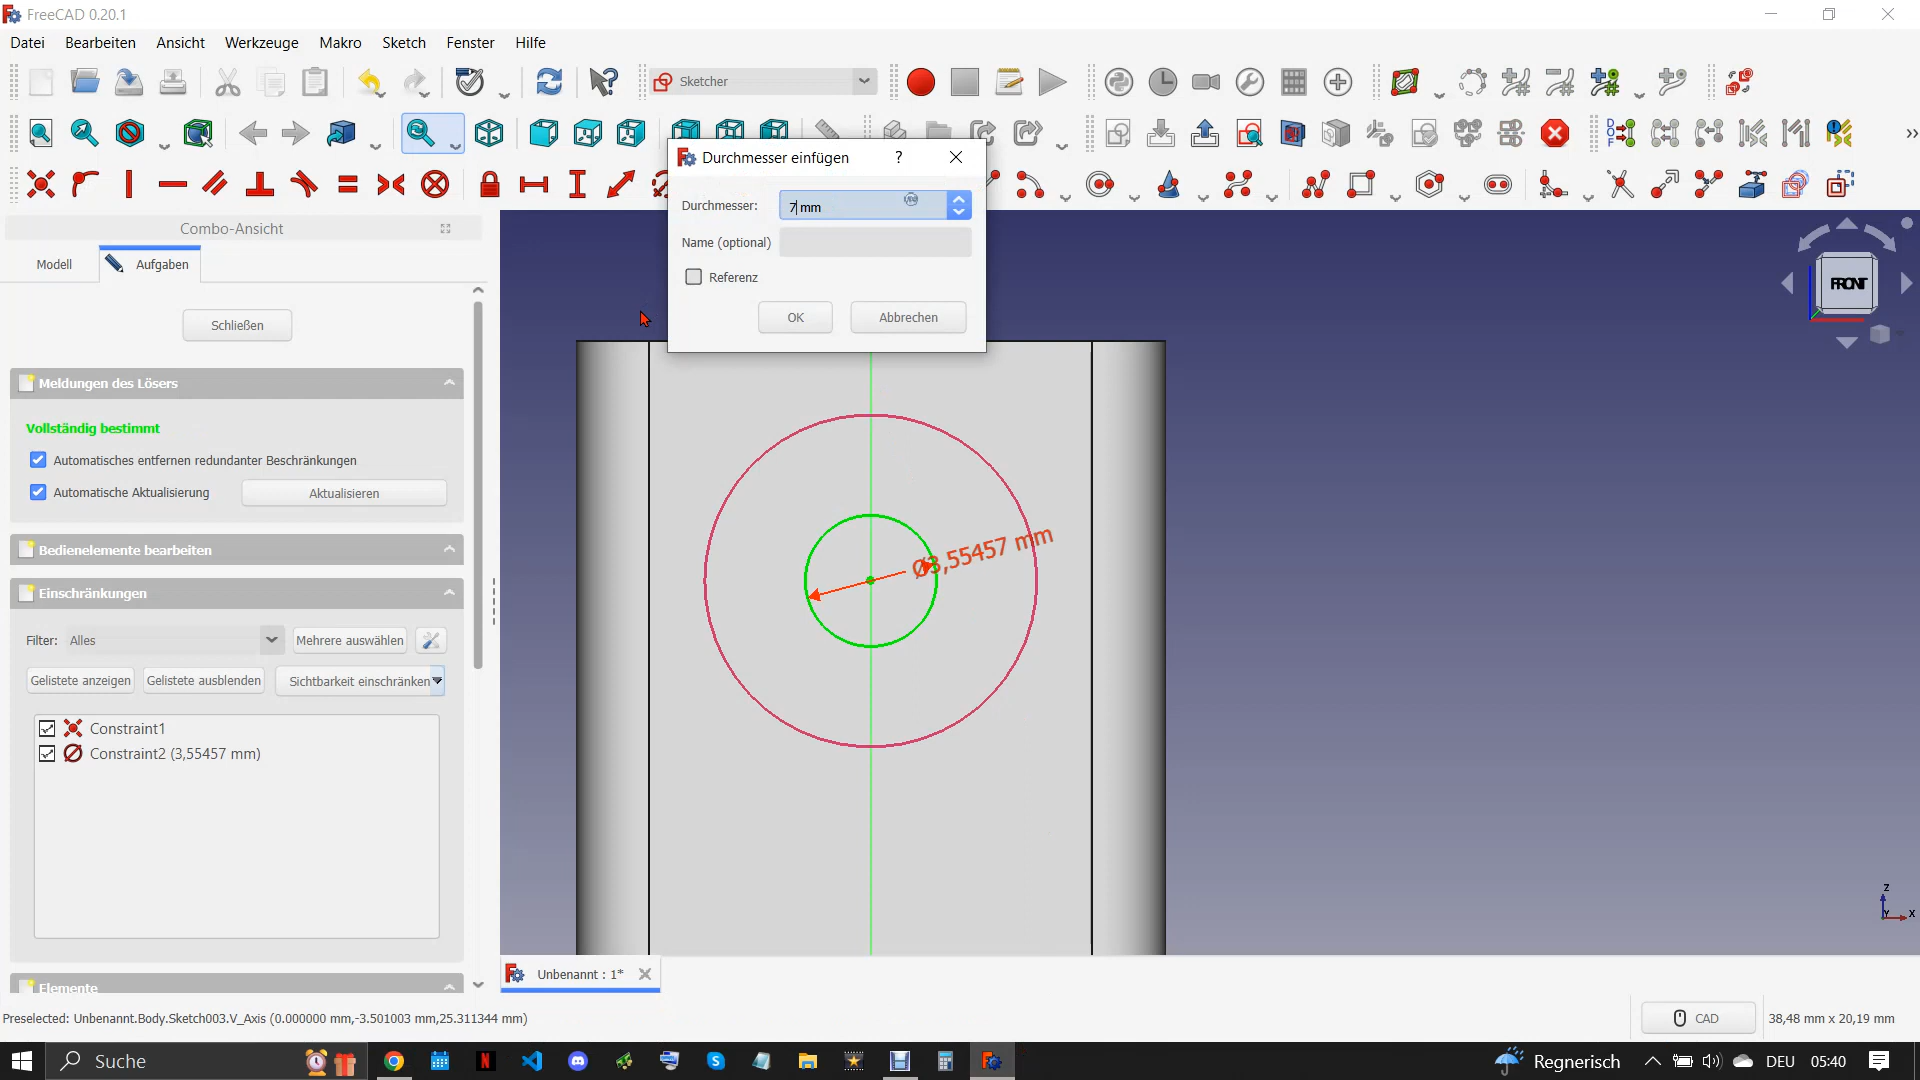 FreeCAD 0.20.1
Datei Bearbeiten Ansicht Werkzeuge Makro Sketch Fenster Hilfe
Sketcher
Durchmesser einfügen ?
Durchmesser: 7 mm
Name (optional)
Referenz
OK Abbrechen
Combo-Ansicht
Modell Aufgaben
Schließen
Meldungen des Lösers
Vollständig bestimmt
Automatisches entfernen redundanter Beschränkungen
Automatische Aktualisierung Aktualisieren
Bedienelemente bearbeiten
Einschränkungen
Filter: Alles Mehrere auswählen
Gelistete anzeigen Gelistete ausblenden Sichtbarkeit einschränken
Constraint1
Constraint2 (3,55457 mm)
Elemente
FRONT
Ø3,55457 mm
Z
Y X
Unbenannt : 1*
Preselected: Unbenannt.Body.Sketch003.V_Axis (0.000000 mm,-3.501003 mm,25.311344 mm)
CAD 38,48 mm x 20,19 mm
Suche
Regnerisch DEU 05:40